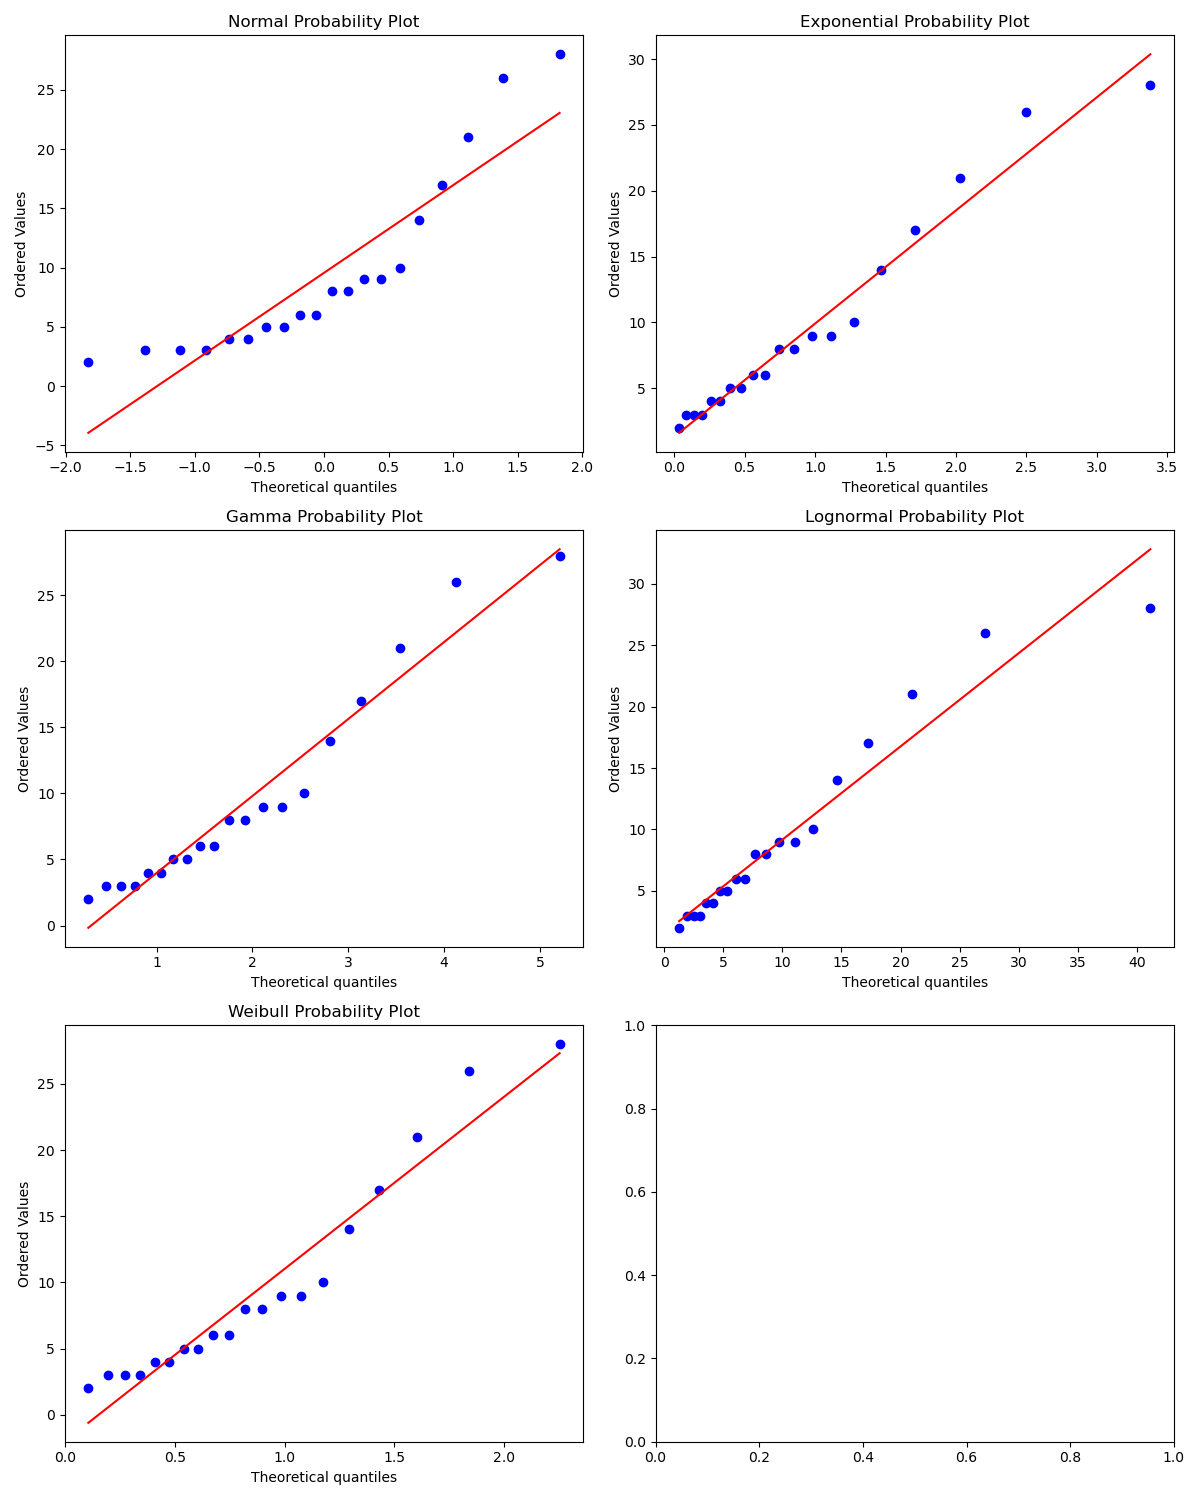 Normal Probability Plot
Ordered Values
25
20
15
10
5
0
−5
−2.0 −1.5 −1.0 −0.5 0.0 0.5 1.0 1.5 2.0
Theoretical quantiles
Exponential Probability Plot
Ordered Values
30
25
20
15
10
5
0.0 0.5 1.0 1.5 2.0 2.5 3.0 3.5
Theoretical quantiles
Gamma Probability Plot
Ordered Values
25
20
15
10
5
0
1 2 3 4 5
Theoretical quantiles
Lognormal Probability Plot
Ordered Values
30
25
20
15
10
5
0 5 10 15 20 25 30 35 40
Theoretical quantiles
Weibull Probability Plot
Ordered Values
25
20
15
10
5
0
0.0 0.5 1.0 1.5 2.0
Theoretical quantiles
1.0
0.8
0.6
0.4
0.2
0.0
0.0 0.2 0.4 0.6 0.8 1.0